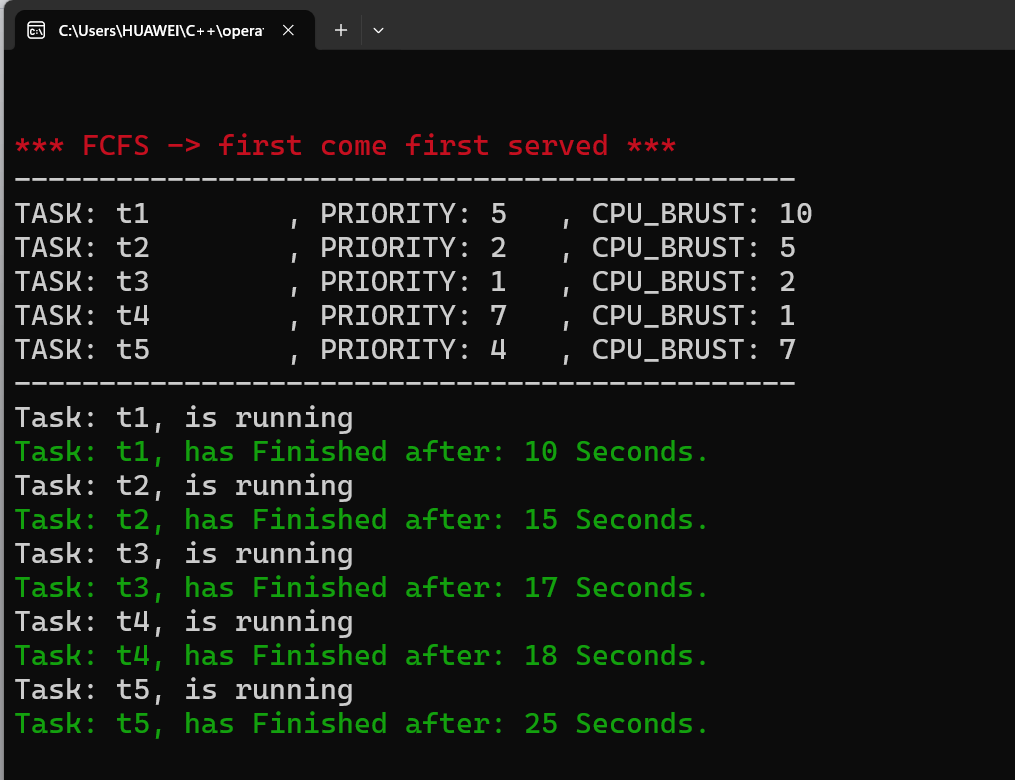 C:\Users\HUAWEI\C++\opera
*** FCFS -> first come first served ***
----------------------------------------------
TASK: t1        , PRIORITY: 5   , CPU_BRUST: 10
TASK: t2        , PRIORITY: 2   , CPU_BRUST: 5
TASK: t3        , PRIORITY: 1   , CPU_BRUST: 2
TASK: t4        , PRIORITY: 7   , CPU_BRUST: 1
TASK: t5        , PRIORITY: 4   , CPU_BRUST: 7
----------------------------------------------
Task: t1, is running
Task: t1, has Finished after: 10 Seconds.
Task: t2, is running
Task: t2, has Finished after: 15 Seconds.
Task: t3, is running
Task: t3, has Finished after: 17 Seconds.
Task: t4, is running
Task: t4, has Finished after: 18 Seconds.
Task: t5, is running
Task: t5, has Finished after: 25 Seconds.